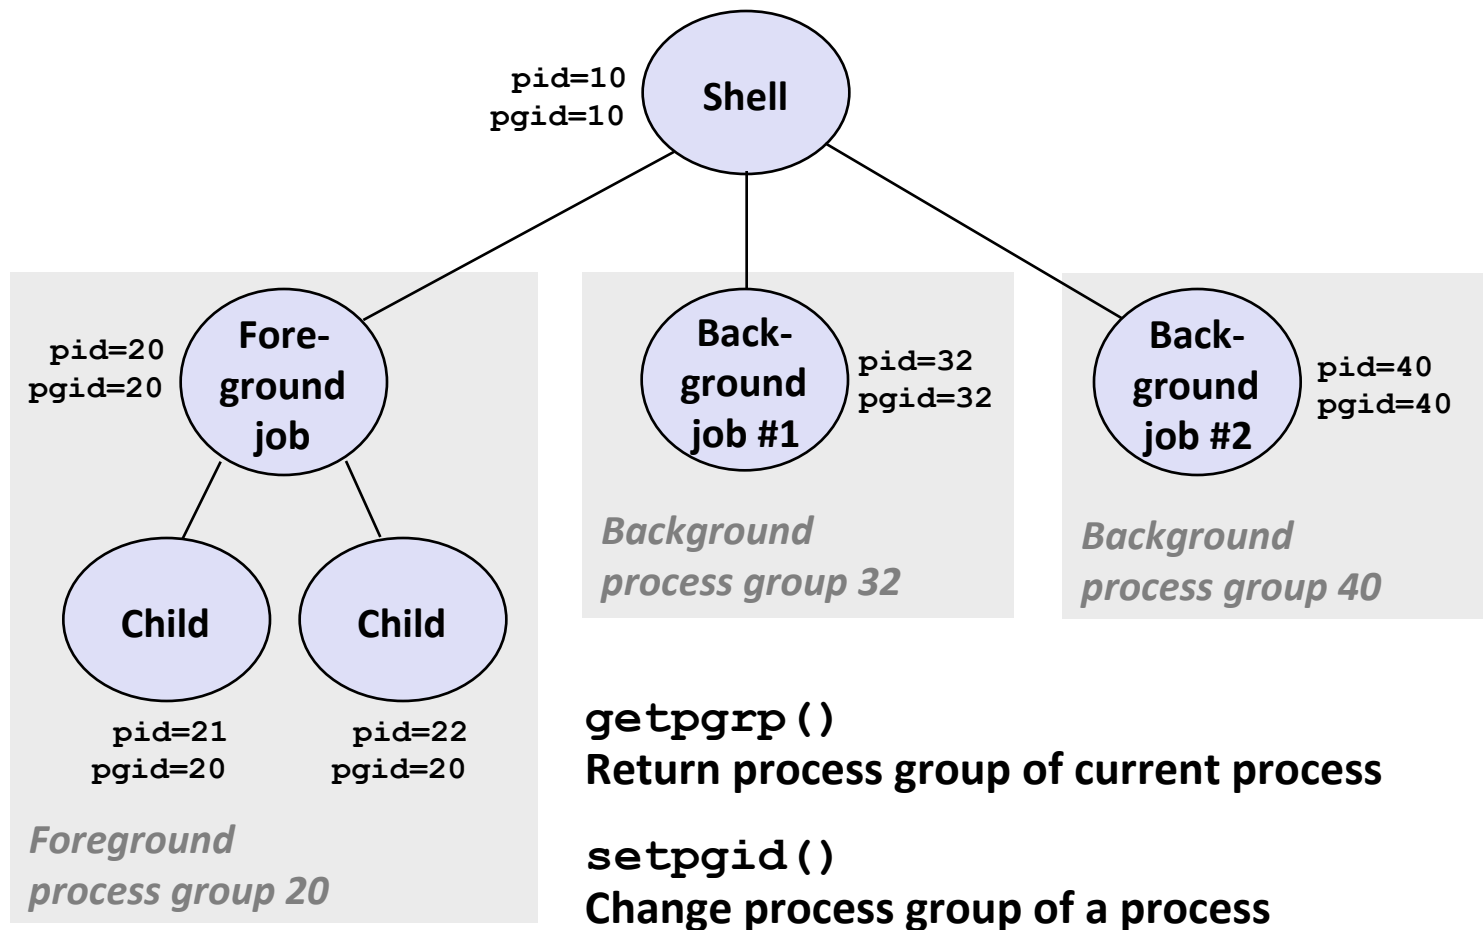 pid=10
pgid=10
Shell
pid=20
pgid=20
Fore-
ground
job
Back-
ground
job #1
pid=32
pgid=32
Back-
ground
job #2
pid=40
pgid=40
Background
process group 32
Background
process group 40
Child
Child
pid=21
pgid=20
pid=22
pgid=20
Foreground
process group 20
getpgrp()
Return process group of current process
setpgid()
Change process group of a process